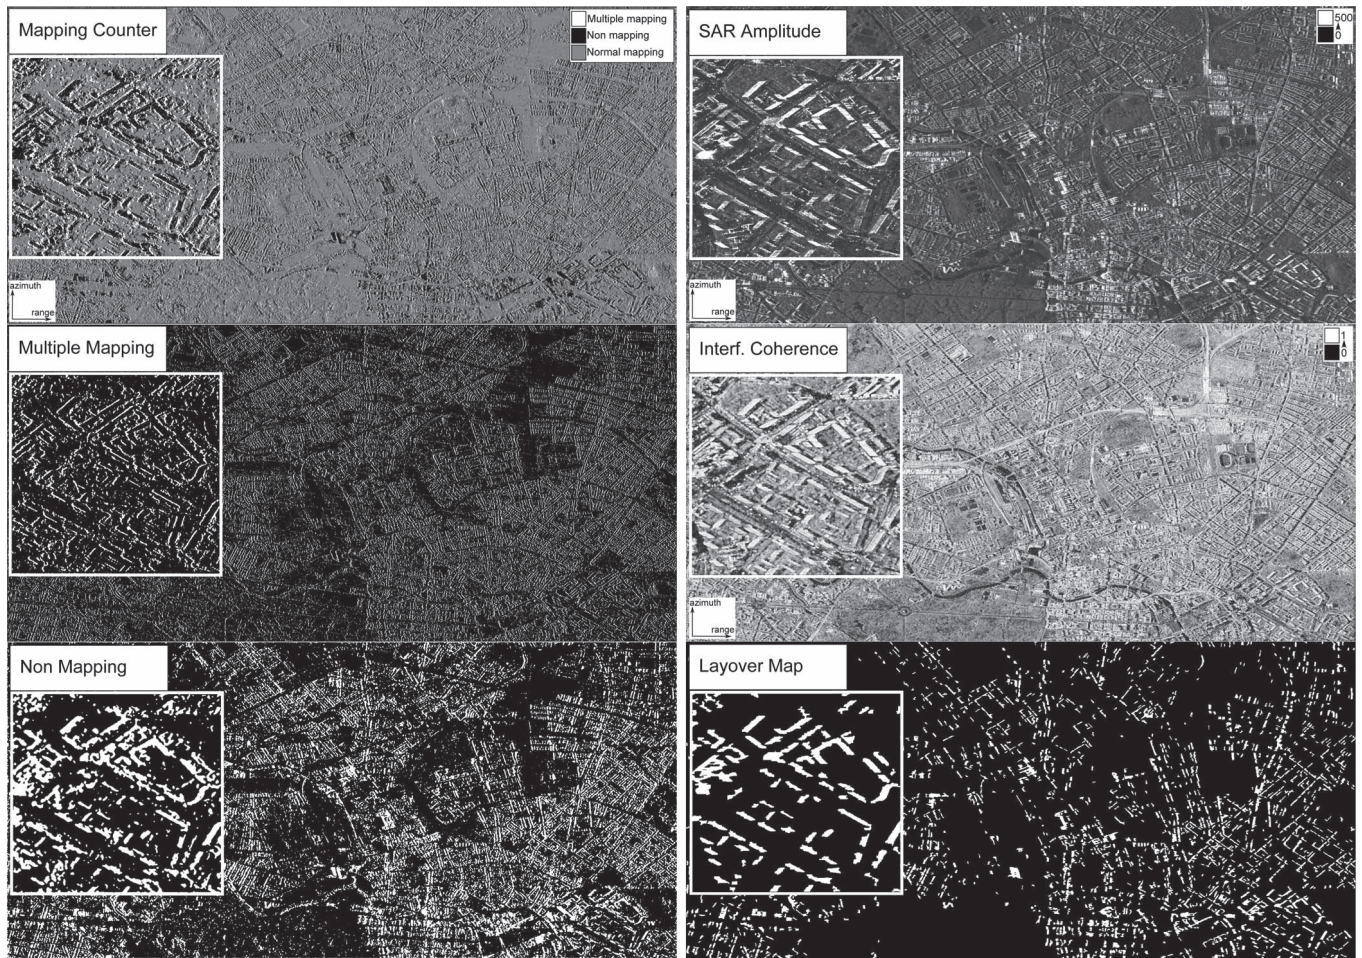 Mapping Counter
Multiple mapping
Non mapping
Normal mapping
azimuth
range
SAR Amplitude
500
0
azimuth
range
Multiple Mapping
Interf. Coherence
1
0
azimuth
range
Non Mapping
Layover Map